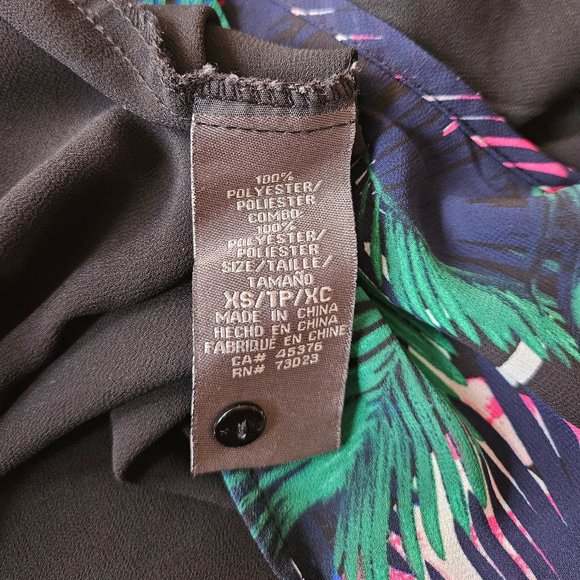 100%
POLYESTER/
POLIESTER
COMBO:
100%
POLYESTER/
POLIESTER
SIZE/TAILLE/
TAMAÑO
XS/TP/XC
MADE IN CHINA
HECHO EN CHINA
FABRIQUÉ EN CHINE
CA# 45376
RN# 73023